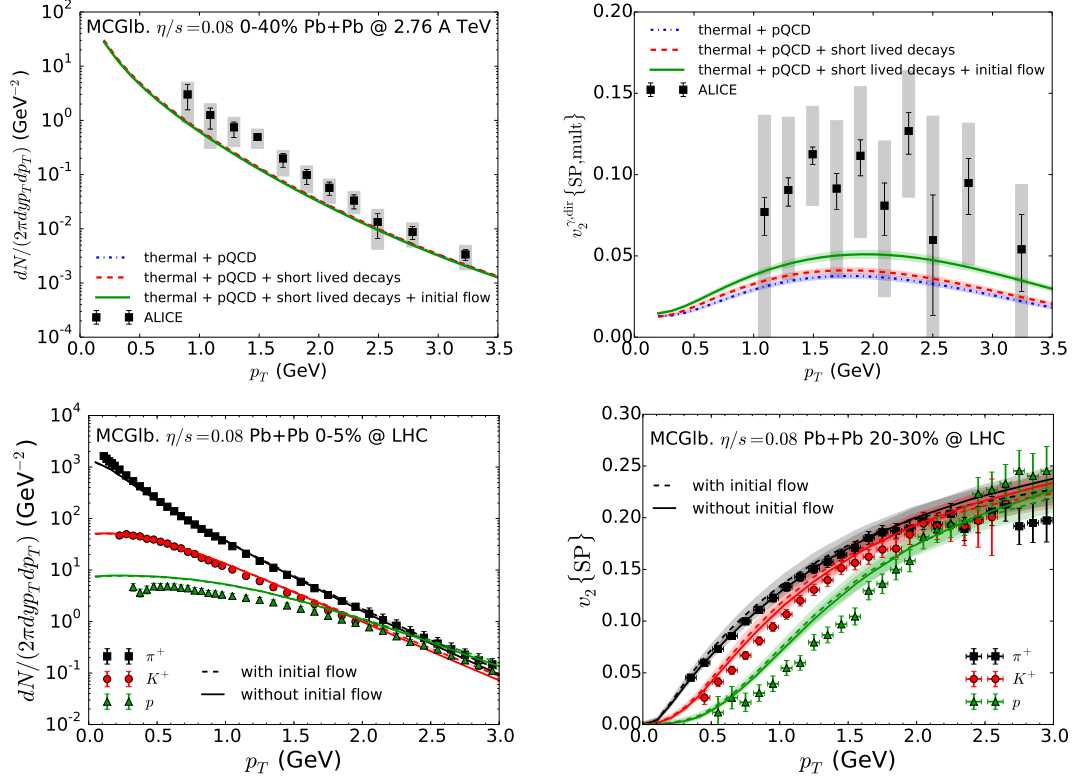 MCGlb. η/s=0.08 0-40% Pb+Pb @ 2.76 A TeV
10^4
10^3
10^2
10^1
10^0
10^-1
10^-2
10^-3
10^-4
dN/(2πdyp_T dp_T) (GeV^-2)
thermal + pQCD
thermal + pQCD + short lived decays
thermal + pQCD + short lived decays + initial flow
ALICE
0.0 0.5 1.0 1.5 2.0 2.5 3.0 3.5
p_T (GeV)
0.20
0.15
0.10
0.05
0.00
v_2^{γ,dir}{SP,mult}
thermal + pQCD
thermal + pQCD + short lived decays
thermal + pQCD + short lived decays + initial flow
ALICE
0.0 0.5 1.0 1.5 2.0 2.5 3.0 3.5
p_T (GeV)
MCGlb. η/s=0.08 Pb+Pb 0-5% @ LHC
10^4
10^3
10^2
10^1
10^0
10^-1
10^-2
dN/(2πdyp_T dp_T) (GeV^-2)
π^+
K^+
p
with initial flow
without initial flow
0.0 0.5 1.0 1.5 2.0 2.5 3.0
p_T (GeV)
MCGlb. η/s=0.08 Pb+Pb 20-30% @ LHC
0.30
0.25
0.20
0.15
0.10
0.05
0.00
v_2{SP}
with initial flow
without initial flow
π^+
K^+
p
0.0 0.5 1.0 1.5 2.0 2.5 3.0
p_T (GeV)